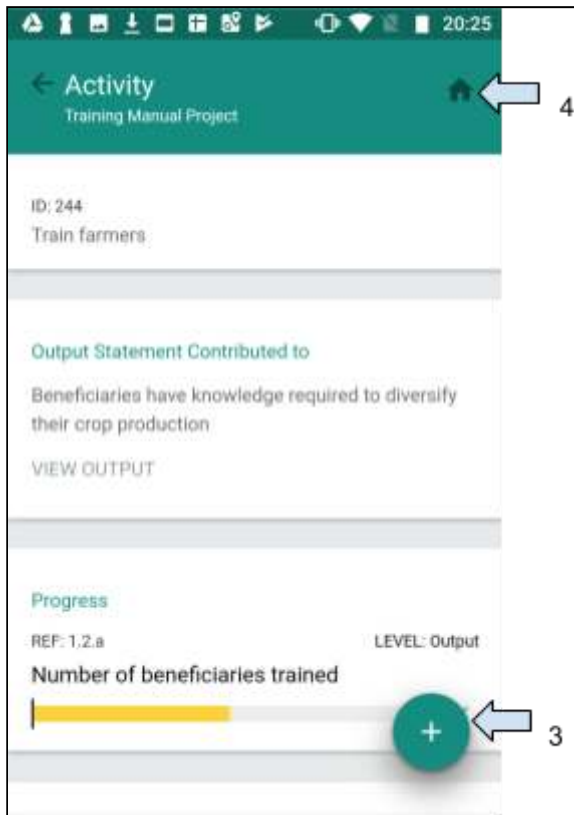 20:25
Activity
4
Training Manual Project
ID: 244
Train farmers
Output Statement Contributed to
Beneficiaries have knowledge required to diversify
their crop production
VIEW OUTPUT
Progress
REF: 1.2.a LEVEL: Output
Number of beneficiaries trained
+
3